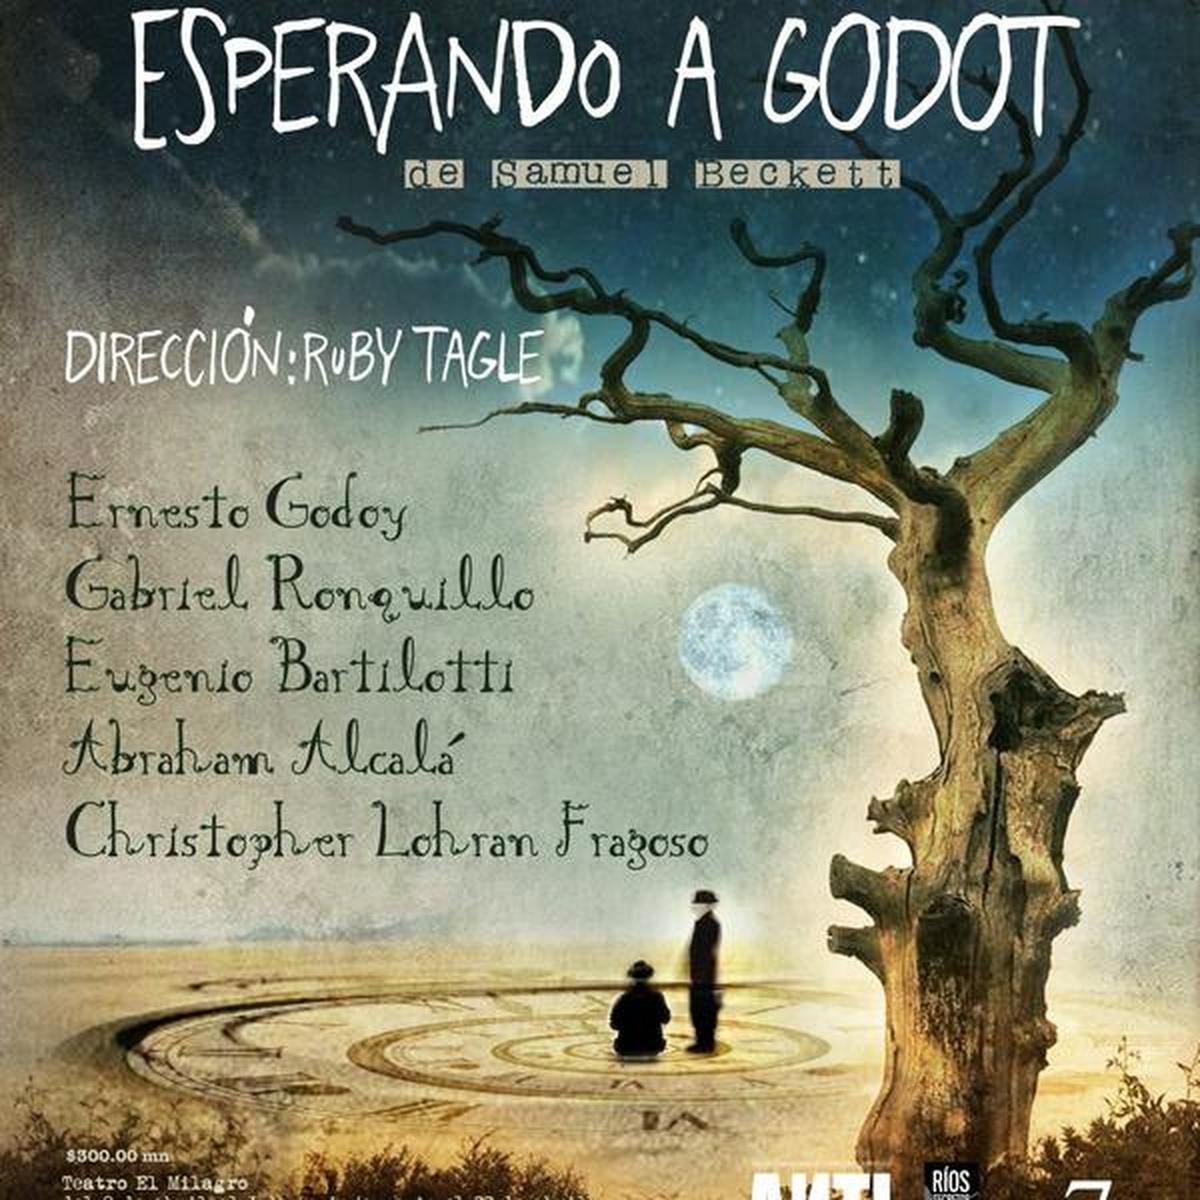 ESPERANDO A GODOT
de Samuel Beckett
DIRECCIÓN: RUBY TAGLE
Ernesto Godoy
Gabriel Ronquillo
Eugenio Bartilotti
Abraham Alcalá
Christopher Lohran Fragoso
$300.00 mn
Teatro El Milagro
RÍOS